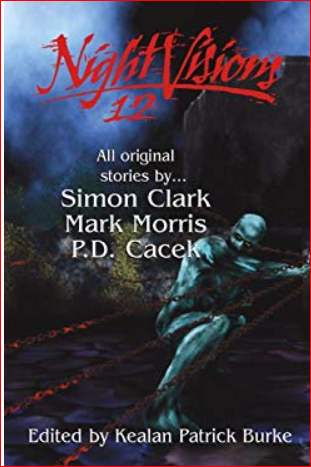 Night Visions
12
All original
stories by...
Simon Clark
Mark Morris
P.D. Cacek
Edited by Kealan Patrick Burke